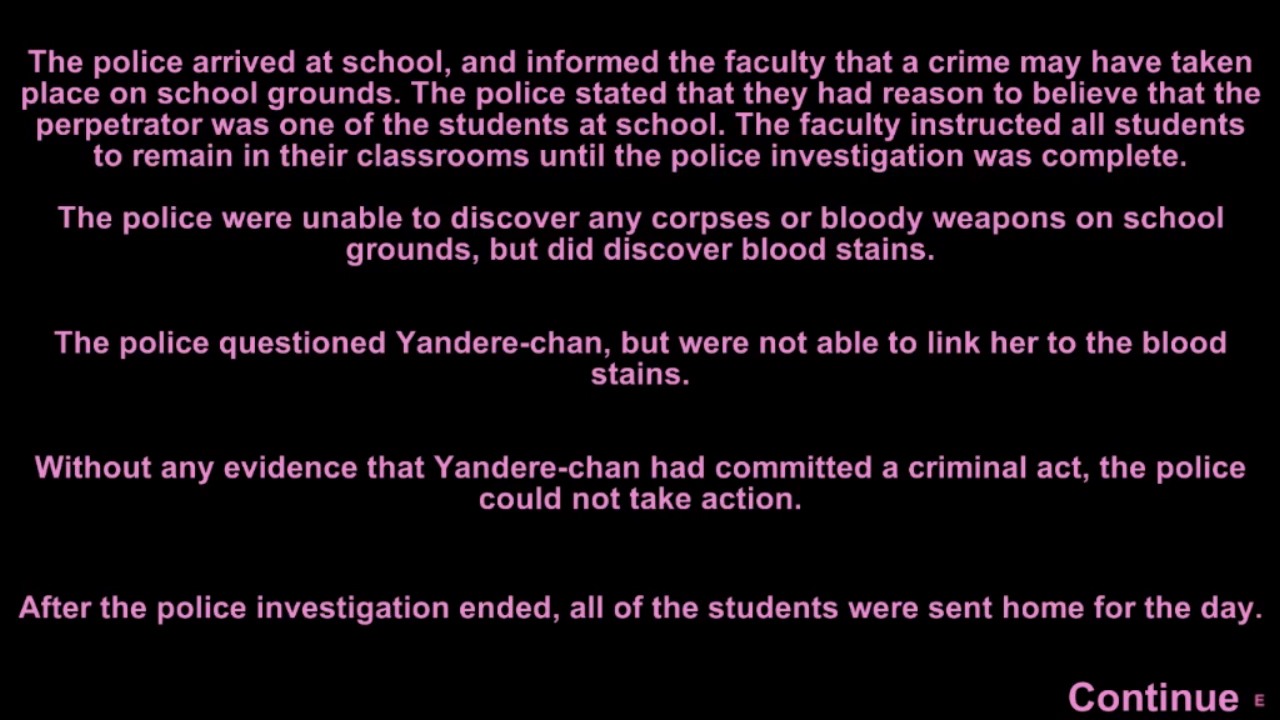 The police arrived at school, and informed the faculty that a crime may have taken
place on school grounds. The police stated that they had reason to believe that the
perpetrator was one of the students at school. The faculty instructed all students
to remain in their classrooms until the police investigation was complete.
The police were unable to discover any corpses or bloody weapons on school
grounds, but did discover blood stains.
The police questioned Yandere-chan, but were not able to link her to the blood
stains.
Without any evidence that Yandere-chan had committed a criminal act, the police
could not take action.
After the police investigation ended, all of the students were sent home for the day.
Continue E